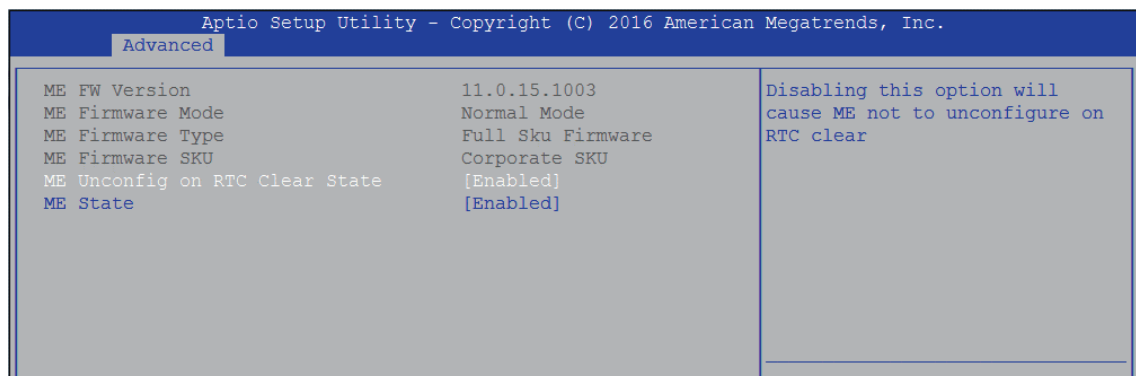 Aptio Setup Utility - Copyright (C) 2016 American Megatrends, Inc.
Advanced
ME FW Version 11.0.15.1003
ME Firmware Mode Normal Mode
ME Firmware Type Full Sku Firmware
ME Firmware SKU Corporate SKU
ME Unconfig on RTC Clear State [Enabled]
ME State [Enabled]
Disabling this option will
cause ME not to unconfigure on
RTC clear